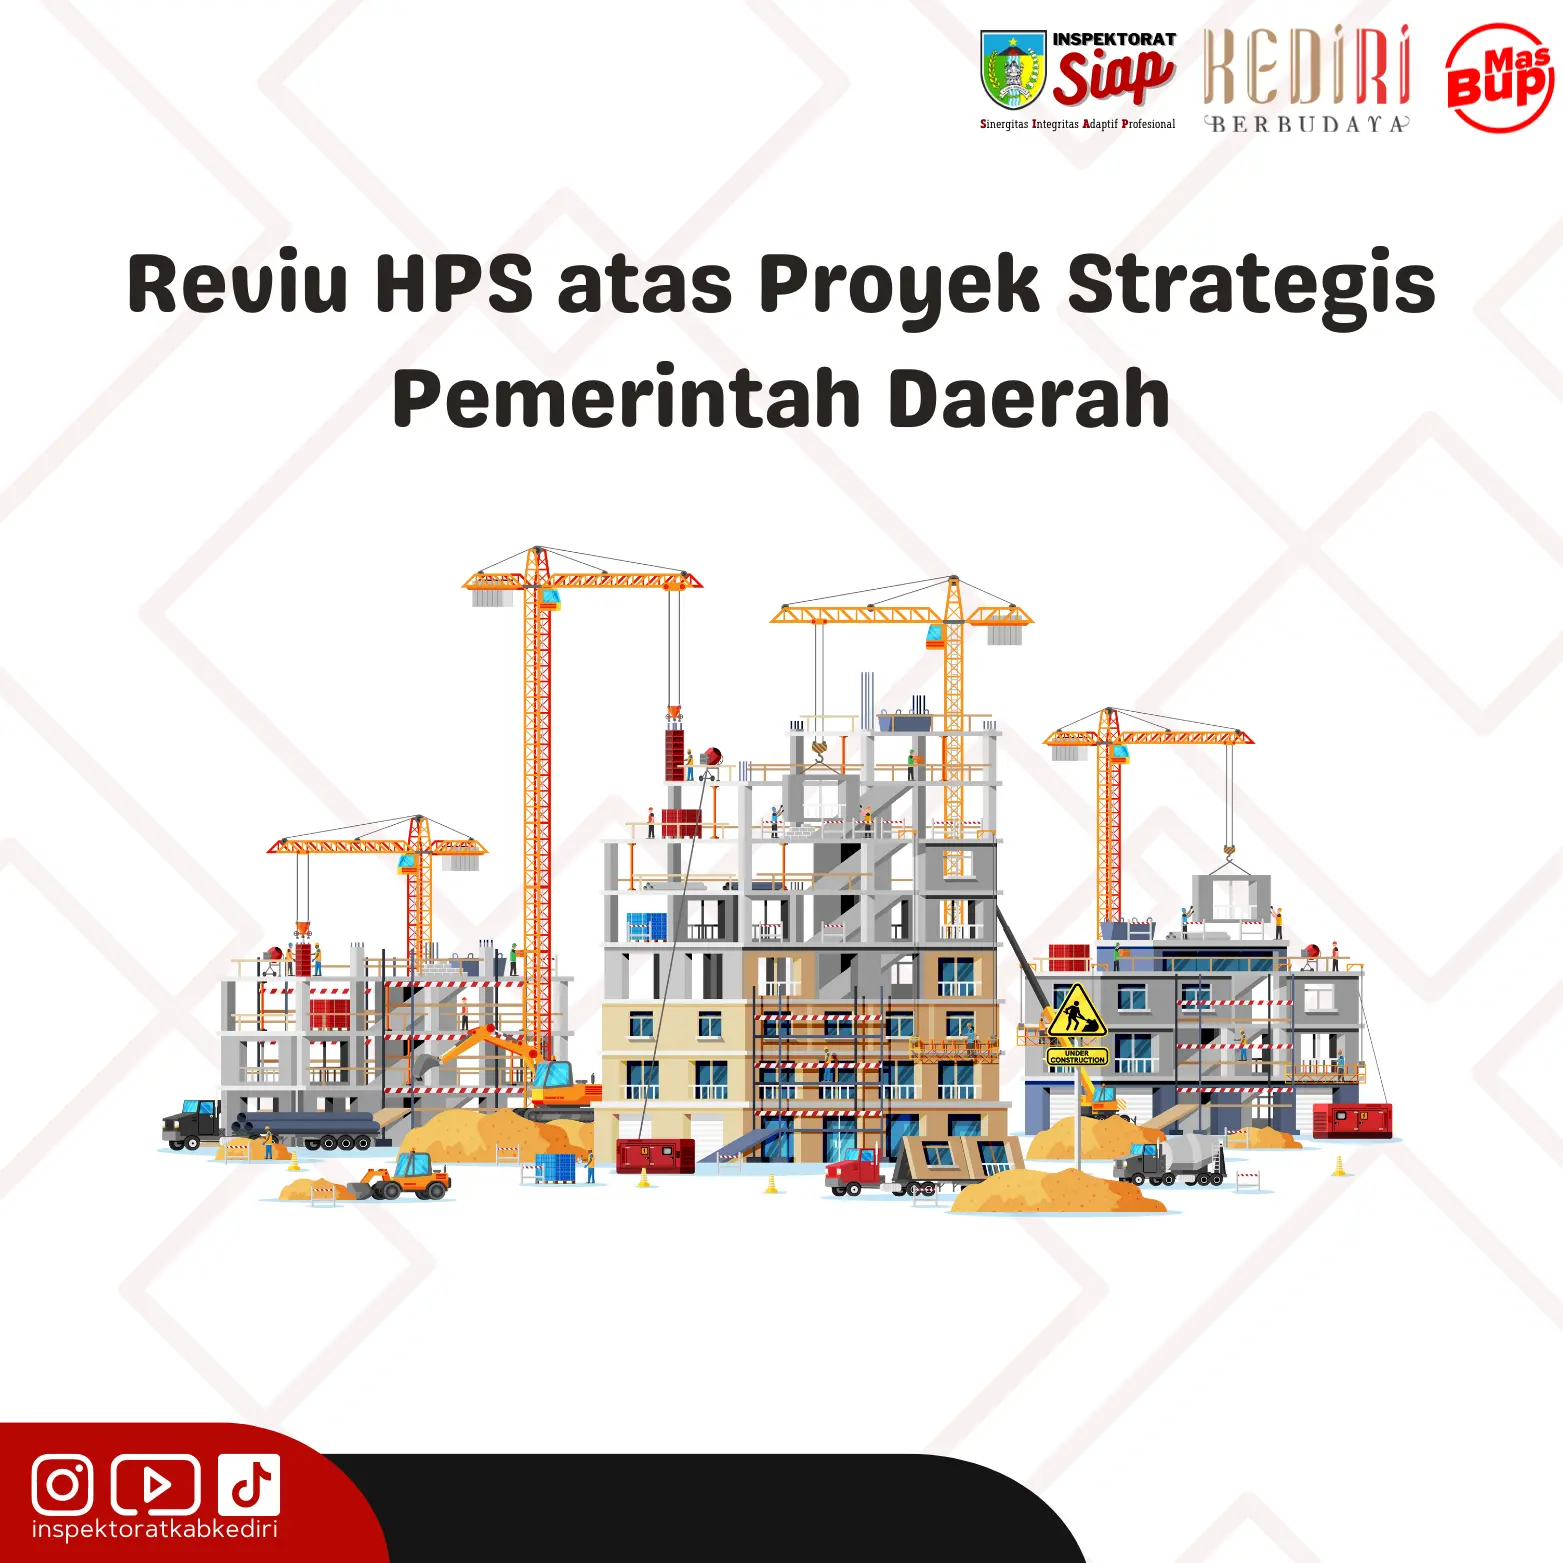 INSPEKTORAT
Siap
Sinergitas Integritas Adaptif Profesional
KEDIRI
BERBUDAYA
Mas
Bup
Reviu HPS atas Proyek Strategis
Pemerintah Daerah
UNDER
CONSTRUCTION
inspektoratkabkediri